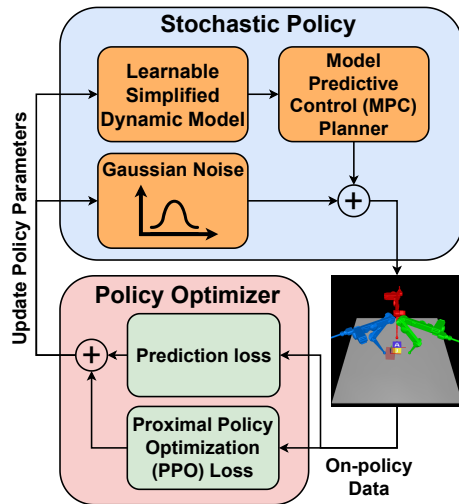 Stochastic Policy
Learnable
Simplified
Dynamic Model
Model
Predictive
Control (MPC)
Planner
Gaussian Noise
Update Policy Parameters
Policy Optimizer
Prediction loss
Proximal Policy
Optimization
(PPO) Loss
On-policy
Data